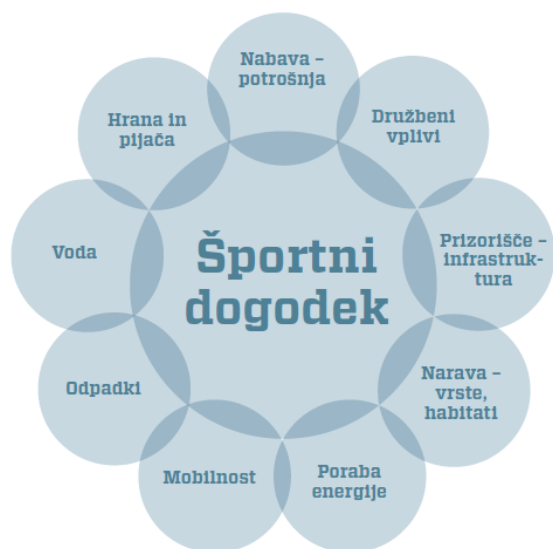 Nabava –
potrošnja
Družbeni
vplivi
Prizorišče –
infrastruk-
tura
Narava –
vrste,
habitati
Poraba
energije
Mobilnost
Odpadki
Voda
Hrana in
pijača
Športni
dogodek